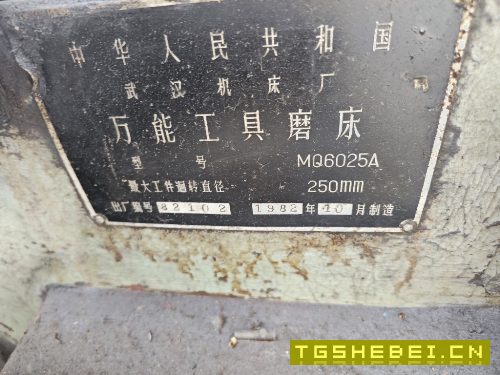 中华人民共和国
武汉机床厂
万能工具磨床
型号 MQ6025A
最大工件迴转直径 250mm
出厂编号 82102 1982年10月制造
TGSHEBEI.CN